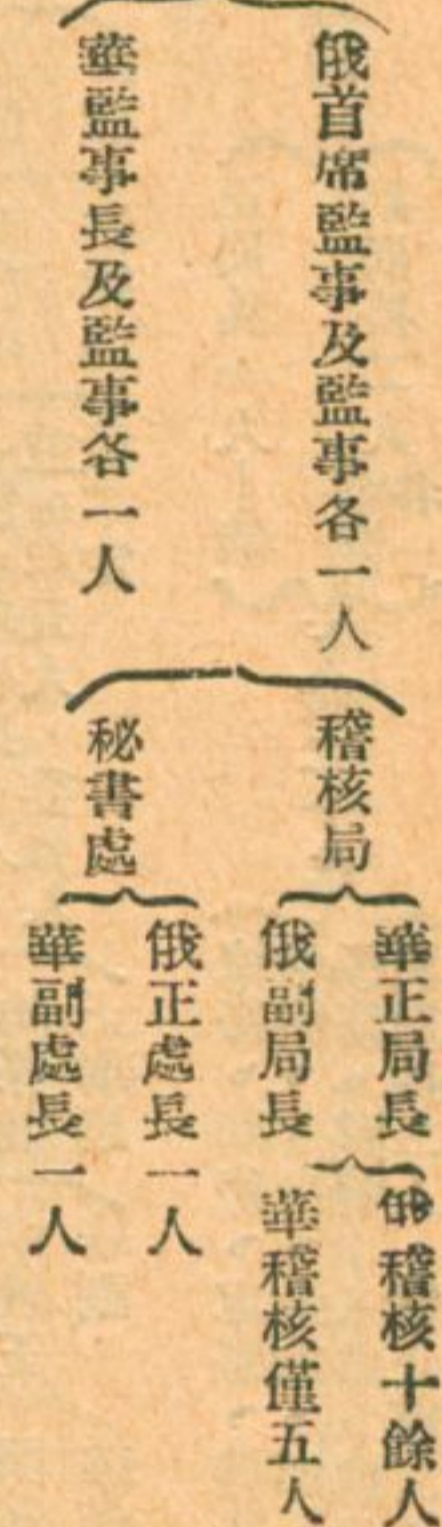 俄首席監事及監事各一人
華監事長及監事各一人
稽核局
華正局長
俄副局長
俄稽核十餘人
華稽核僅五人
秘書處
俄正處長一人
華副處長一人